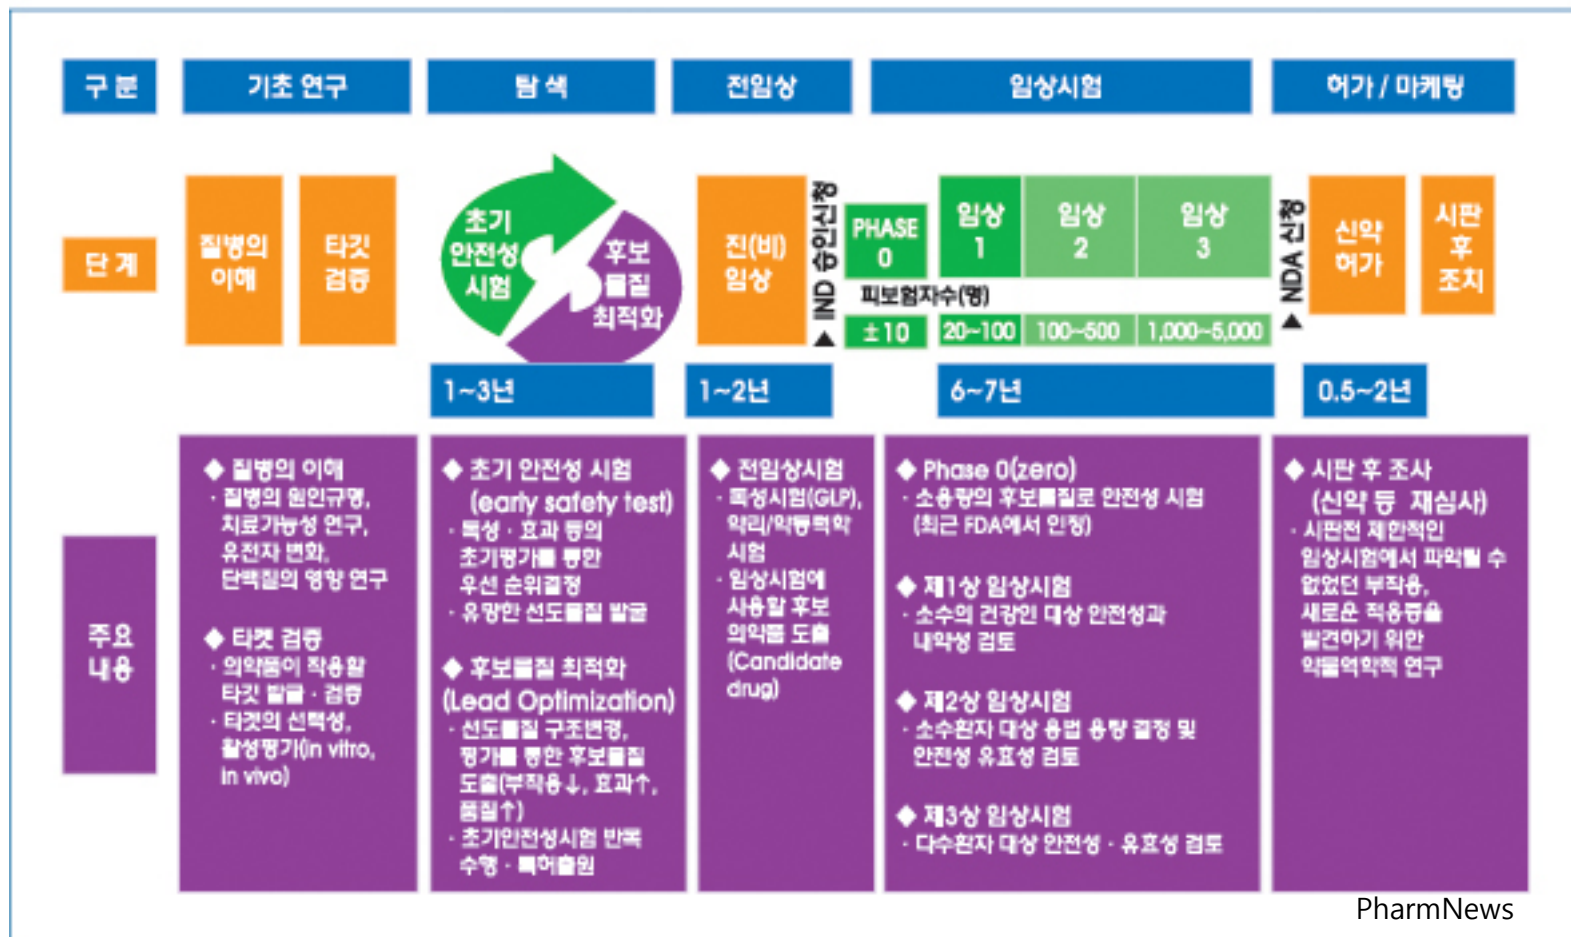 구 분
기초 연구
탐 색
전임상
임상시험
허가 / 마케팅
단 계
질병의
이해
타깃
검증
초기
안전성
시험
후보
물질
최적화
진(비)
임상
▲ IND 승인신청
PHASE
0
임상
1
임상
2
임상
3
피보험자수(명)
±10
20~100
100~500
1,000~5,000
▲ NDA 신청
신약
허가
시판
후
조치
1~3년
1~2년
6~7년
0.5~2년
주요
내용
◆ 질병의 이해
· 질병의 원인규명,
치료가능성 연구,
유전자 변화,
단백질의 영향 연구
◆ 타켓 검증
· 의약품이 작용할
타깃 발굴 · 검증
· 타겟의 선택성,
활성평가(in vitro,
in vivo)
◆ 초기 안전성 시험
(early safety test)
· 독성 · 효과 등의
초기평가를 통한
우선 순위결정
· 유망한 선도물질 발굴
◆ 후보물질 최적화
(Lead Optimization)
· 선도물질 구조변경,
평가를 통한 후보물질
도출(부작용↓, 효과↑,
품질↑)
· 초기안전성시험 반복
수행 · 특허출원
◆ 전임상시험
· 독성시험(GLP),
약리/약동력학
시험
· 임상시험에
사용할 후보
의약품 도출
(Candidate
drug)
◆ Phase 0(zero)
· 소용량의 후보물질로 안전성 시험
(최근 FDA에서 인정)
◆ 제1상 임상시험
· 소수의 건강인 대상 안전성과
내약성 검토
◆ 제2상 임상시험
· 소수환자 대상 용법 용량 결정 및
안전성 유효성 검토
◆ 제3상 임상시험
· 다수환자 대상 안전성 · 유효성 검토
◆ 시판 후 조사
(신약 등 재심사)
· 시판전 제한적인
임상시험에서 파악될 수
없었던 부작용,
새로운 적응증을
발견하기 위한
약물역학적 연구
PharmNews